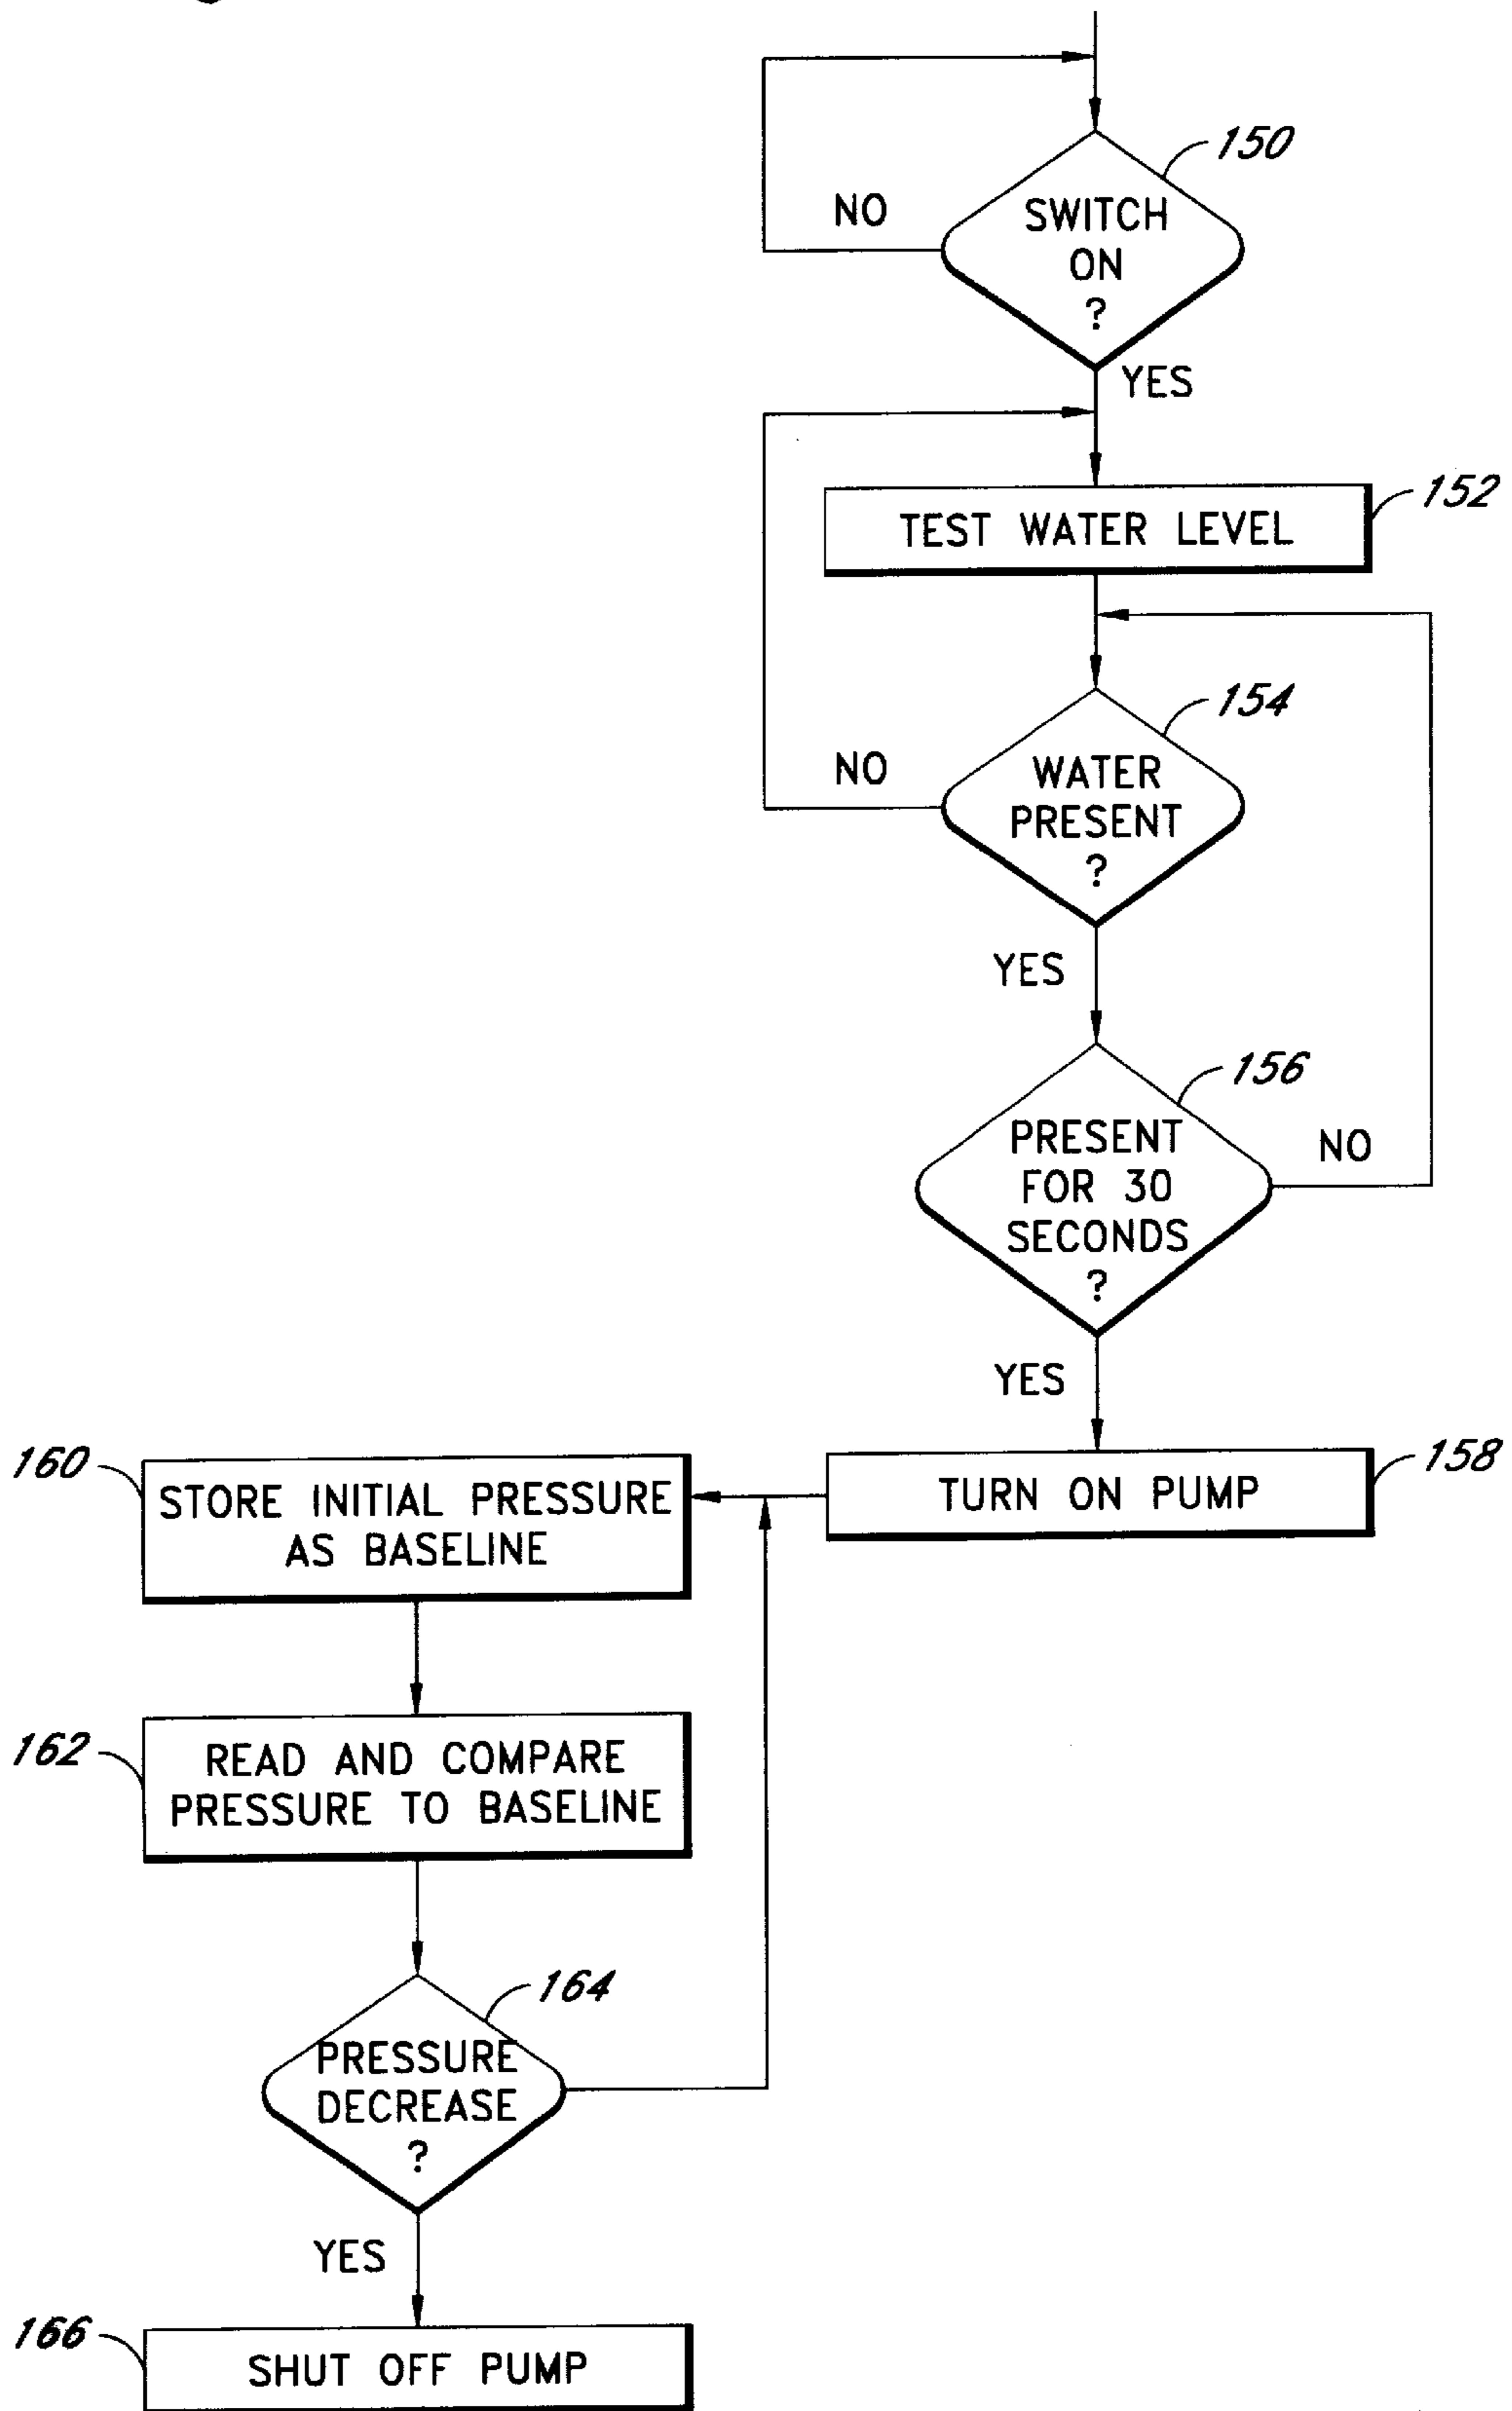 150
SWITCH
ON
?
NO
YES
152
TEST WATER LEVEL
154
WATER
PRESENT
?
NO
YES
156
PRESENT
FOR 30
SECONDS
?
NO
YES
158
TURN ON PUMP
160
STORE INITIAL PRESSURE
AS BASELINE
162
READ AND COMPARE
PRESSURE TO BASELINE
164
PRESSURE
DECREASE
?
YES
166
SHUT OFF PUMP